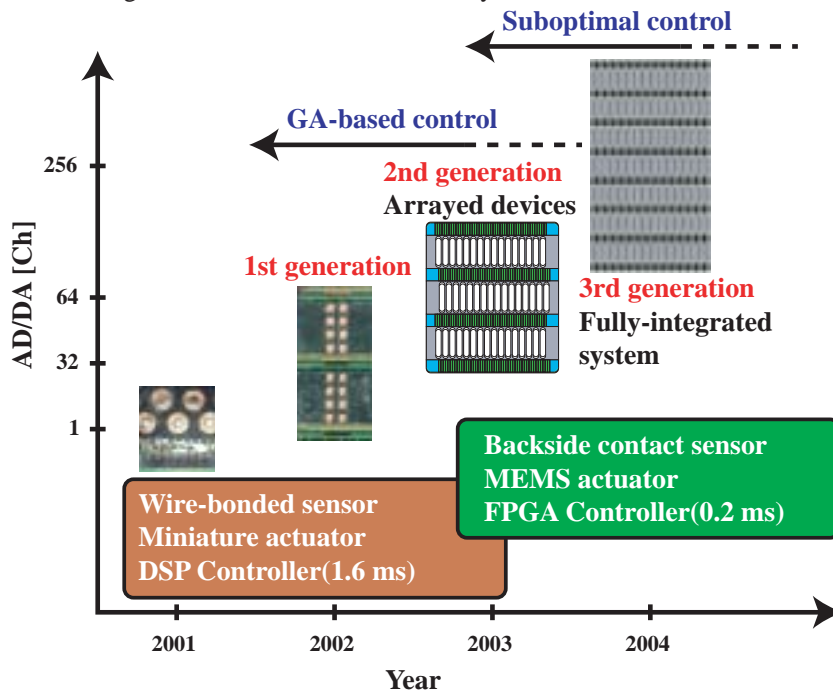 Suboptimal control
GA-based control
256
2nd generation
Arrayed devices
1st generation
AD/DA [Ch]
64
3rd generation
Fully-integrated
system
32
1
Backside contact sensor
MEMS actuator
FPGA Controller(0.2 ms)
Wire-bonded sensor
Miniature actuator
DSP Controller(1.6 ms)
2001
2002
2003
2004
Year